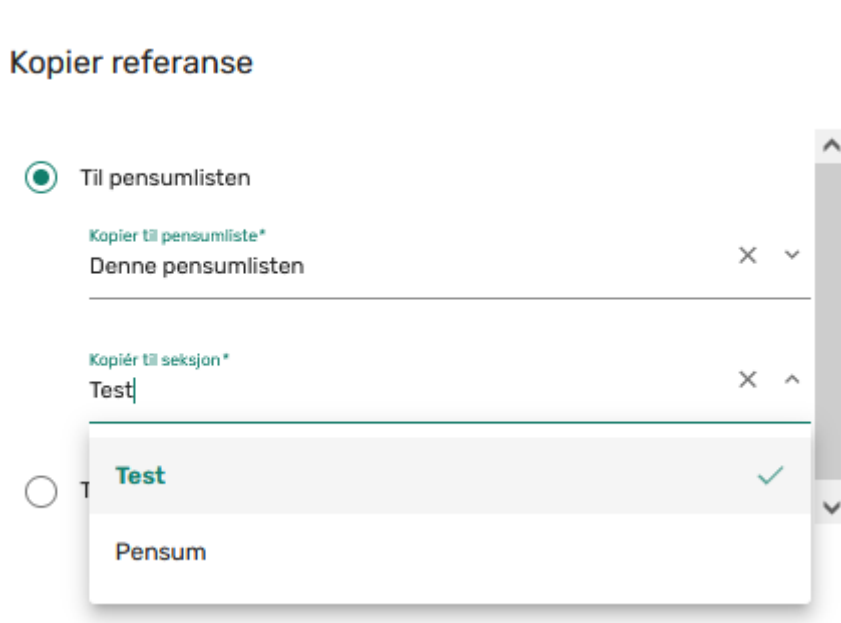 Kopier referanse
Til pensumlisten
Kopier til pensumliste*
Denne pensumlisten
Kopiér til seksjon*
Test
Test
Pensum